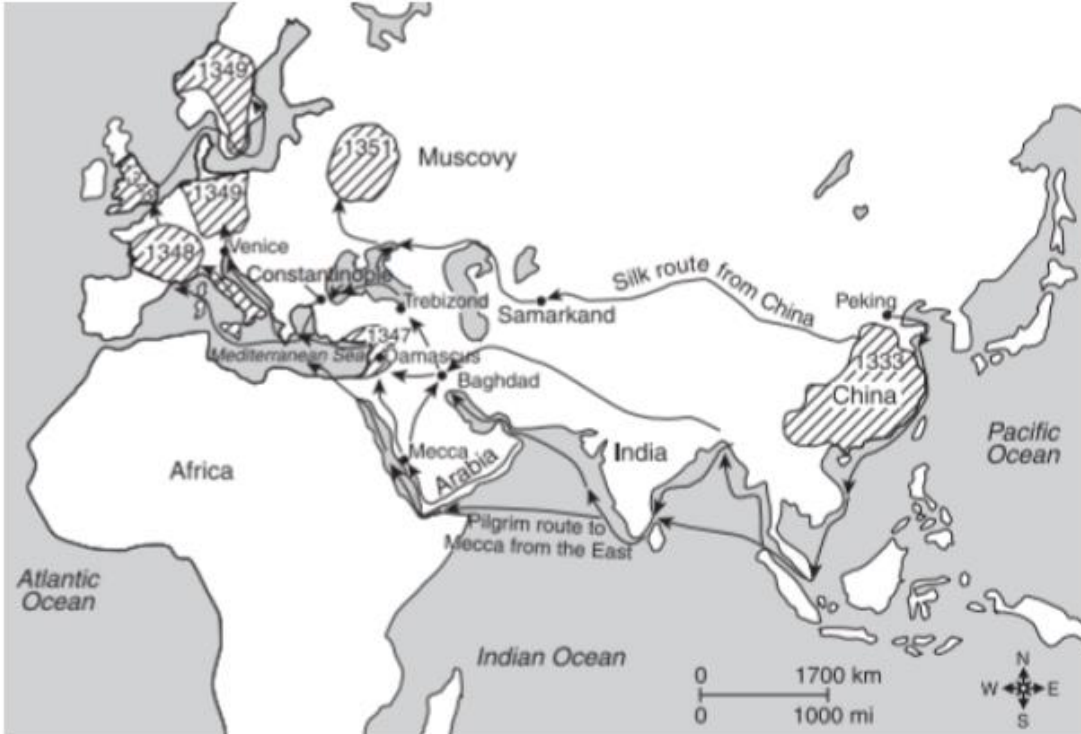 1349
1351
Muscovy
1349
1348
Venice
Constantinople
Silk route from China
Trebizond
Samarkand
Peking
1347
Mediterranean Sea
Damascus
Baghdad
1333
China
Mecca
Arabia
India
Africa
Pacific
Ocean
Pilgrim route to
Mecca from the East
Atlantic
Ocean
Indian Ocean
0 1700 km
0 1000 mi
N
W E
S